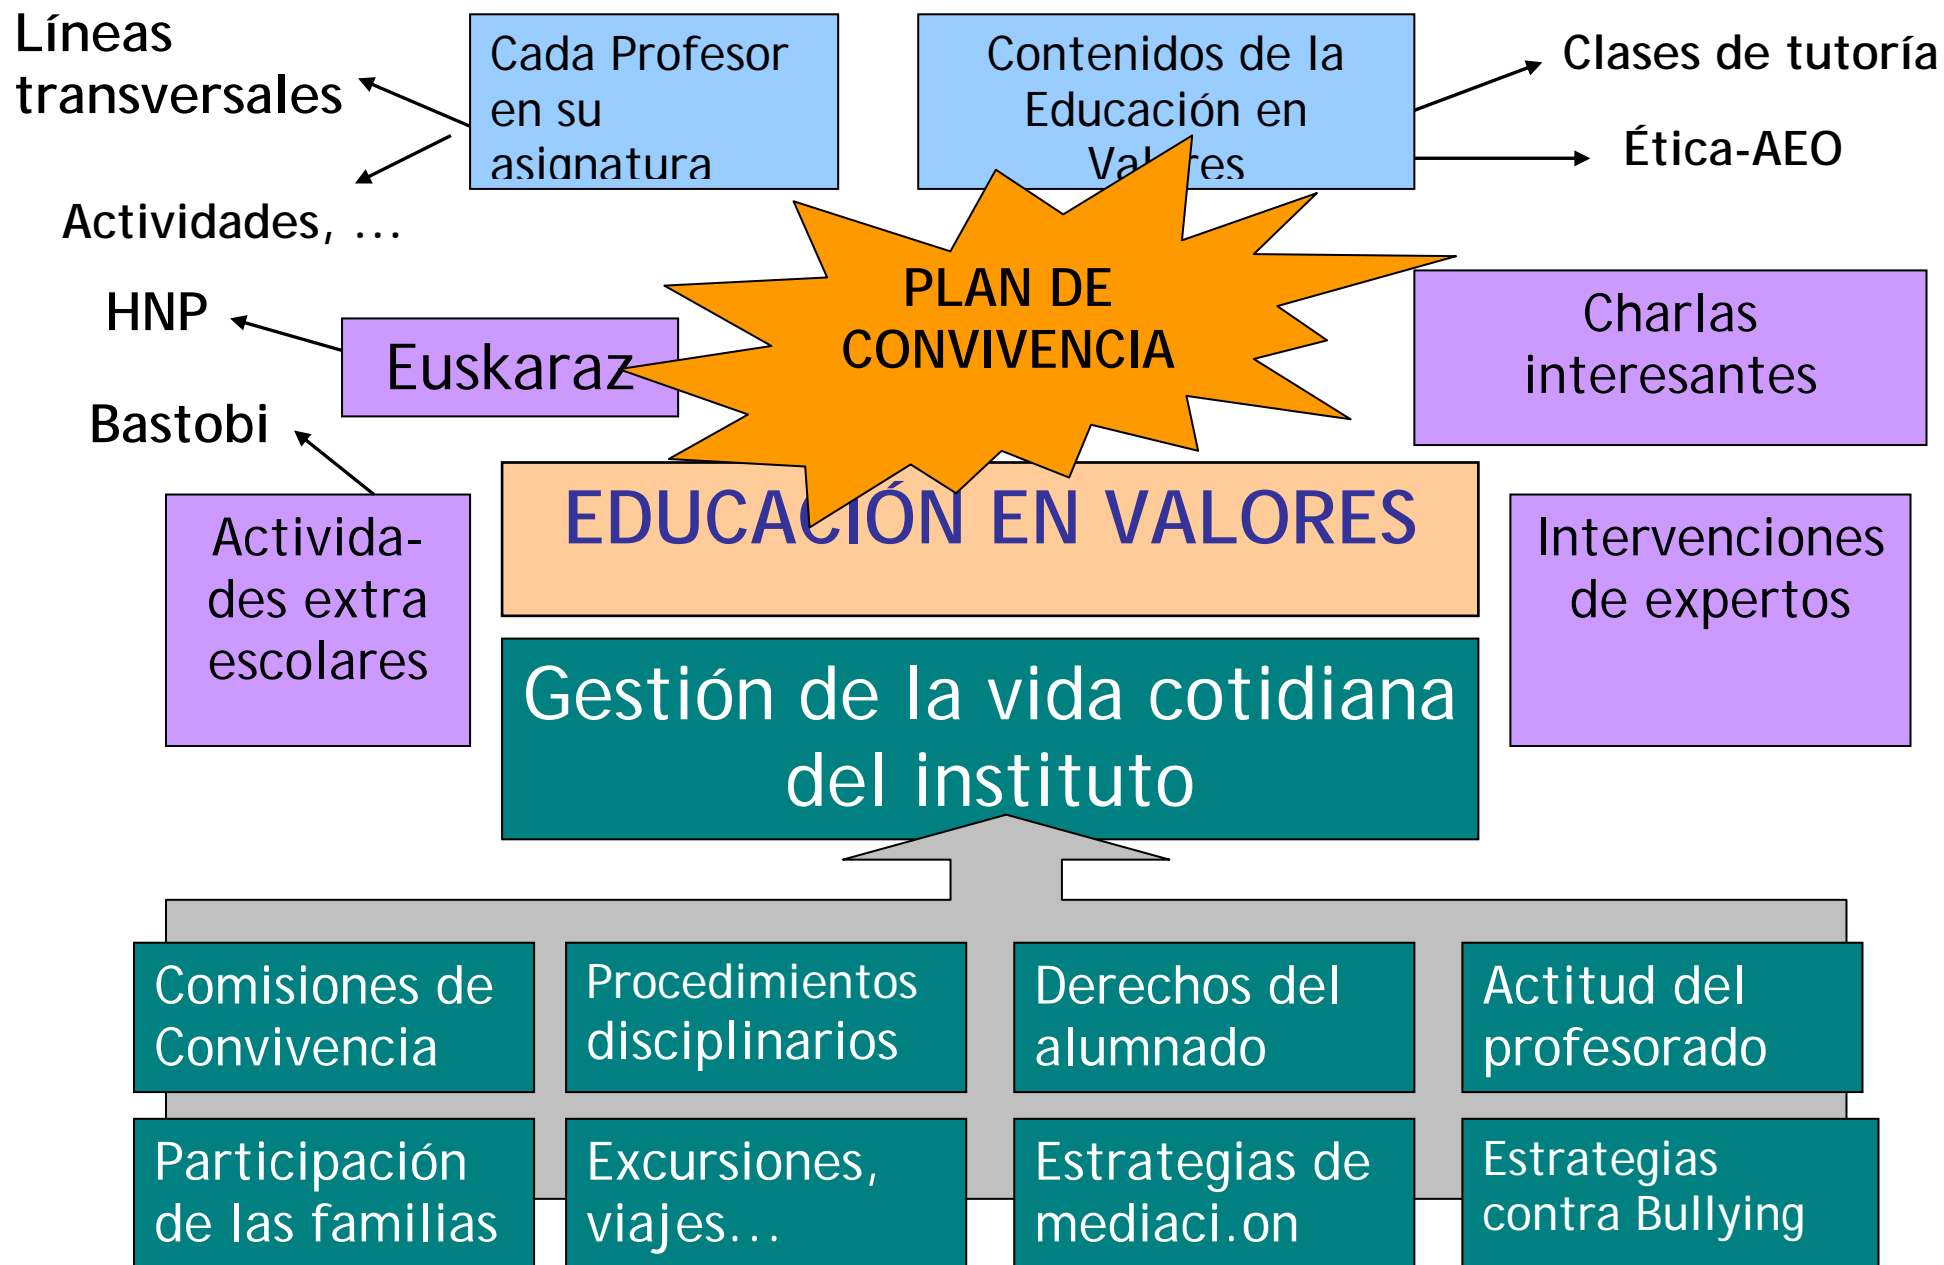 Líneas
transversales
Cada Profesor
en su
asignatura
Contenidos de la
Educación en
Valores
Clases de tutoría
Ética-AEO
Actividades, ...
HNP
Euskaraz
Bastobi
PLAN DE
CONVIVENCIA
Charlas
interesantes
EDUCACIÓN EN VALORES
Activida-
des extra
escolares
Intervenciones
de expertos
Gestión de la vida cotidiana
del instituto
Comisiones de
Convivencia
Procedimientos
disciplinarios
Derechos del
alumnado
Actitud del
profesorado
Participación
de las familias
Excursiones,
viajes...
Estrategias de
mediaci.on
Estrategias
contra Bullying